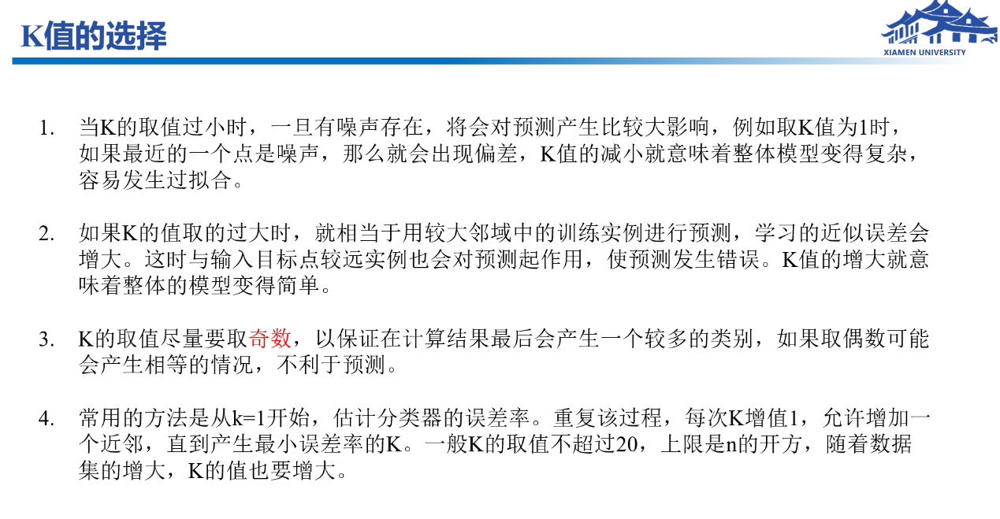 K值的选择
XIAMEN UNIVERSITY
1. 当K的取值过小时，一旦有噪声存在，将会对预测产生比较大影响，例如取K值为1时，
如果最近的一个点是噪声，那么就会出现偏差，K值的减小就意味着整体模型变得复杂，
容易发生过拟合。
2. 如果K的值取的过大时，就相当于用较大邻域中的训练实例进行预测，学习的近似误差会
增大。这时与输入目标点较远实例也会对预测起作用，使预测发生错误。K值的增大就意
味着整体的模型变得简单。
3. K的取值尽量要取奇数，以保证在计算结果最后会产生一个较多的类别，如果取偶数可能
会产生相等的情况，不利于预测。
4. 常用的方法是从k=1开始，估计分类器的误差率。重复该过程，每次K增值1，允许增加一
个近邻，直到产生最小误差率的K。一般K的取值不超过20，上限是n的开方，随着数据
集的增大，K的值也要增大。